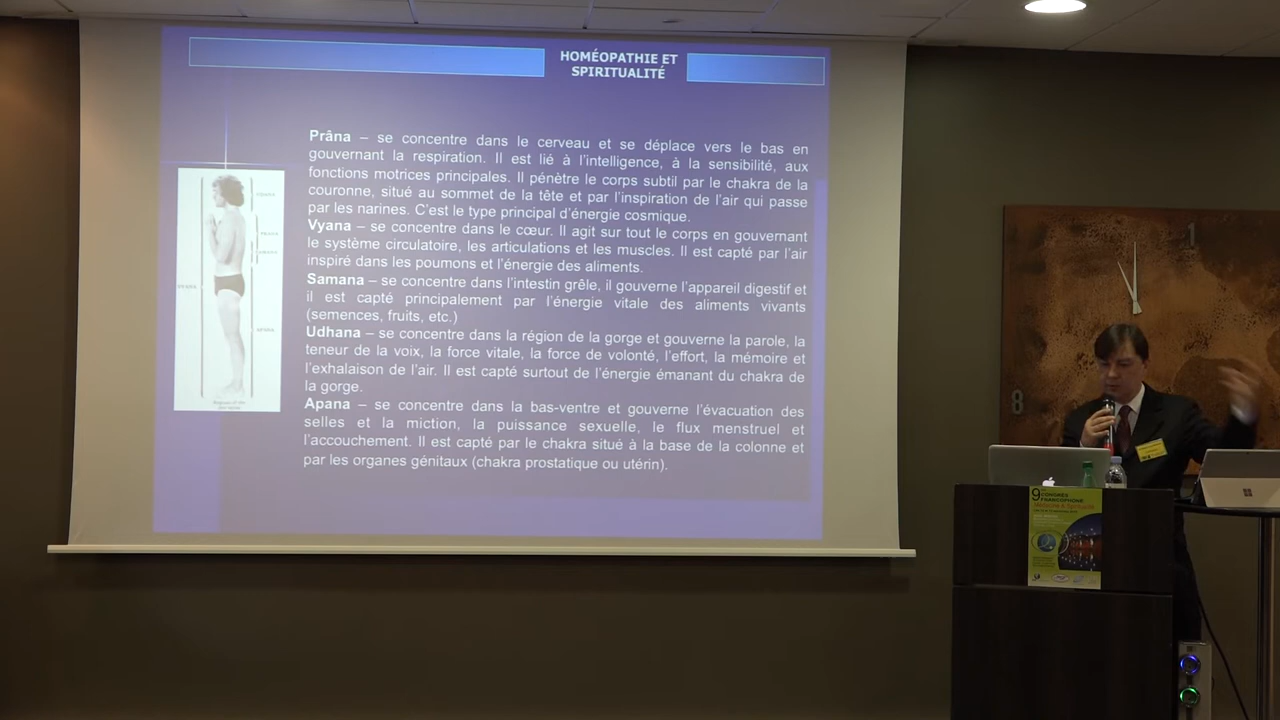 HOMÉOPATHIE ET
SPIRITUALITÉ
Prâna – se concentre dans le cerveau et se déplace vers le bas en
gouvernant la respiration. Il est lié à l'intelligence, à la sensibilité, aux
fonctions motrices principales. Il pénètre le corps subtil par le chakra de la
couronne, situé au sommet de la tête et par l'inspiration de l'air qui passe
par les narines. C'est le type principal d'énergie cosmique.
Vyana – se concentre dans le cœur. Il agit sur tout le corps en gouvernant
le système circulatoire, les articulations et les muscles. Il est capté par l'air
inspiré dans les poumons et l'énergie des aliments.
Samana – se concentre dans l'intestin grêle, il gouverne l'appareil digestif et
il est capté principalement par l'énergie vitale des aliments vivants
(semences, fruits, etc.)
Udhana – se concentre dans la région de la gorge et gouverne la parole, la
teneur de la voix, la force vitale, la force de volonté, l'effort, la mémoire et
l'exhalaison de l'air. Il est capté surtout de l'énergie émanant du chakra de
la gorge.
Apana – se concentre dans la bas-ventre et gouverne l'évacuation des
selles et la miction, la puissance sexuelle, le flux menstruel et
l'accouchement. Il est capté par le chakra situé à la base de la colonne et
par les organes génitaux (chakra prostatique ou utérin).
1
8
9
CONGRÈS
FRANCOPHONE